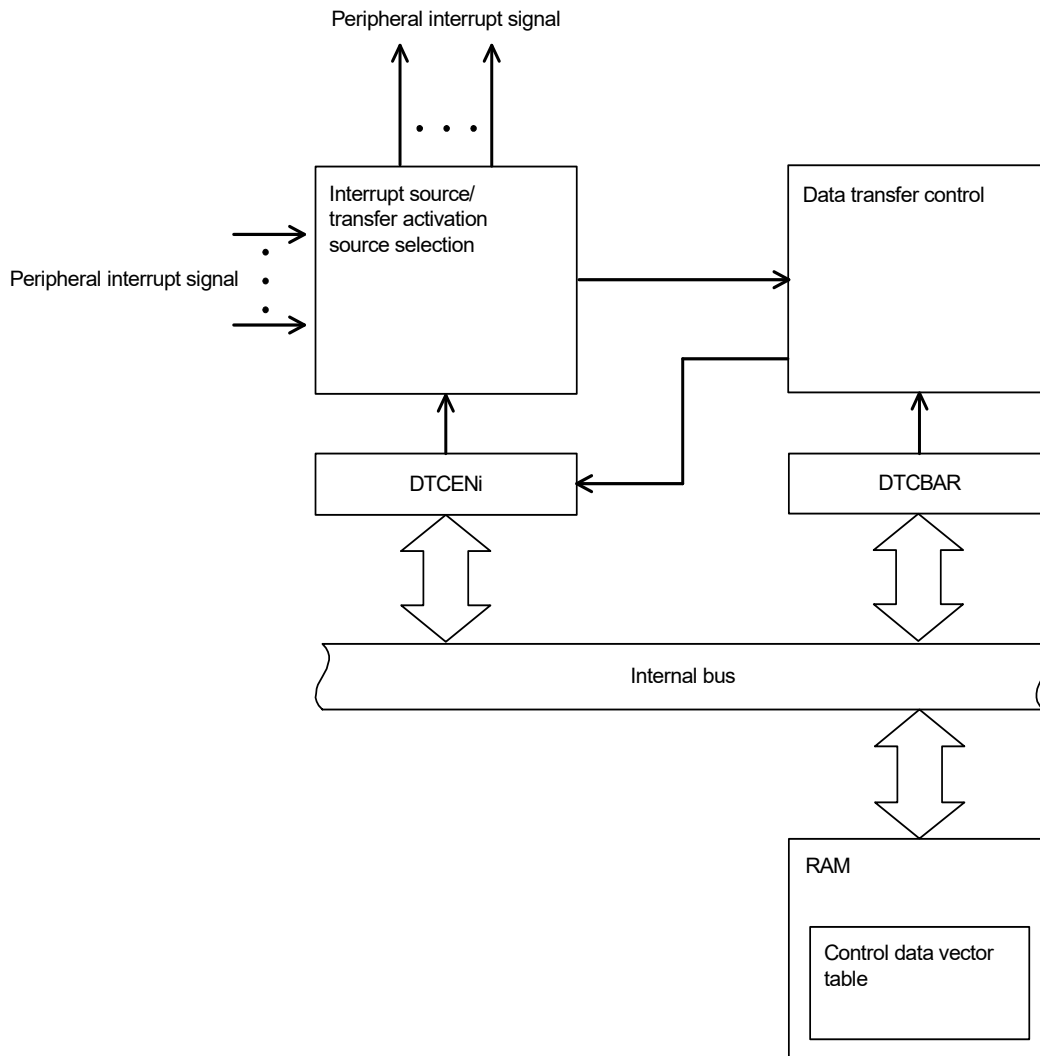 Peripheral interrupt signal
Interrupt source/
transfer activation
source selection
Data transfer control
Peripheral interrupt signal
DTCENi
DTCBAR
Internal bus
RAM
Control data vector
table